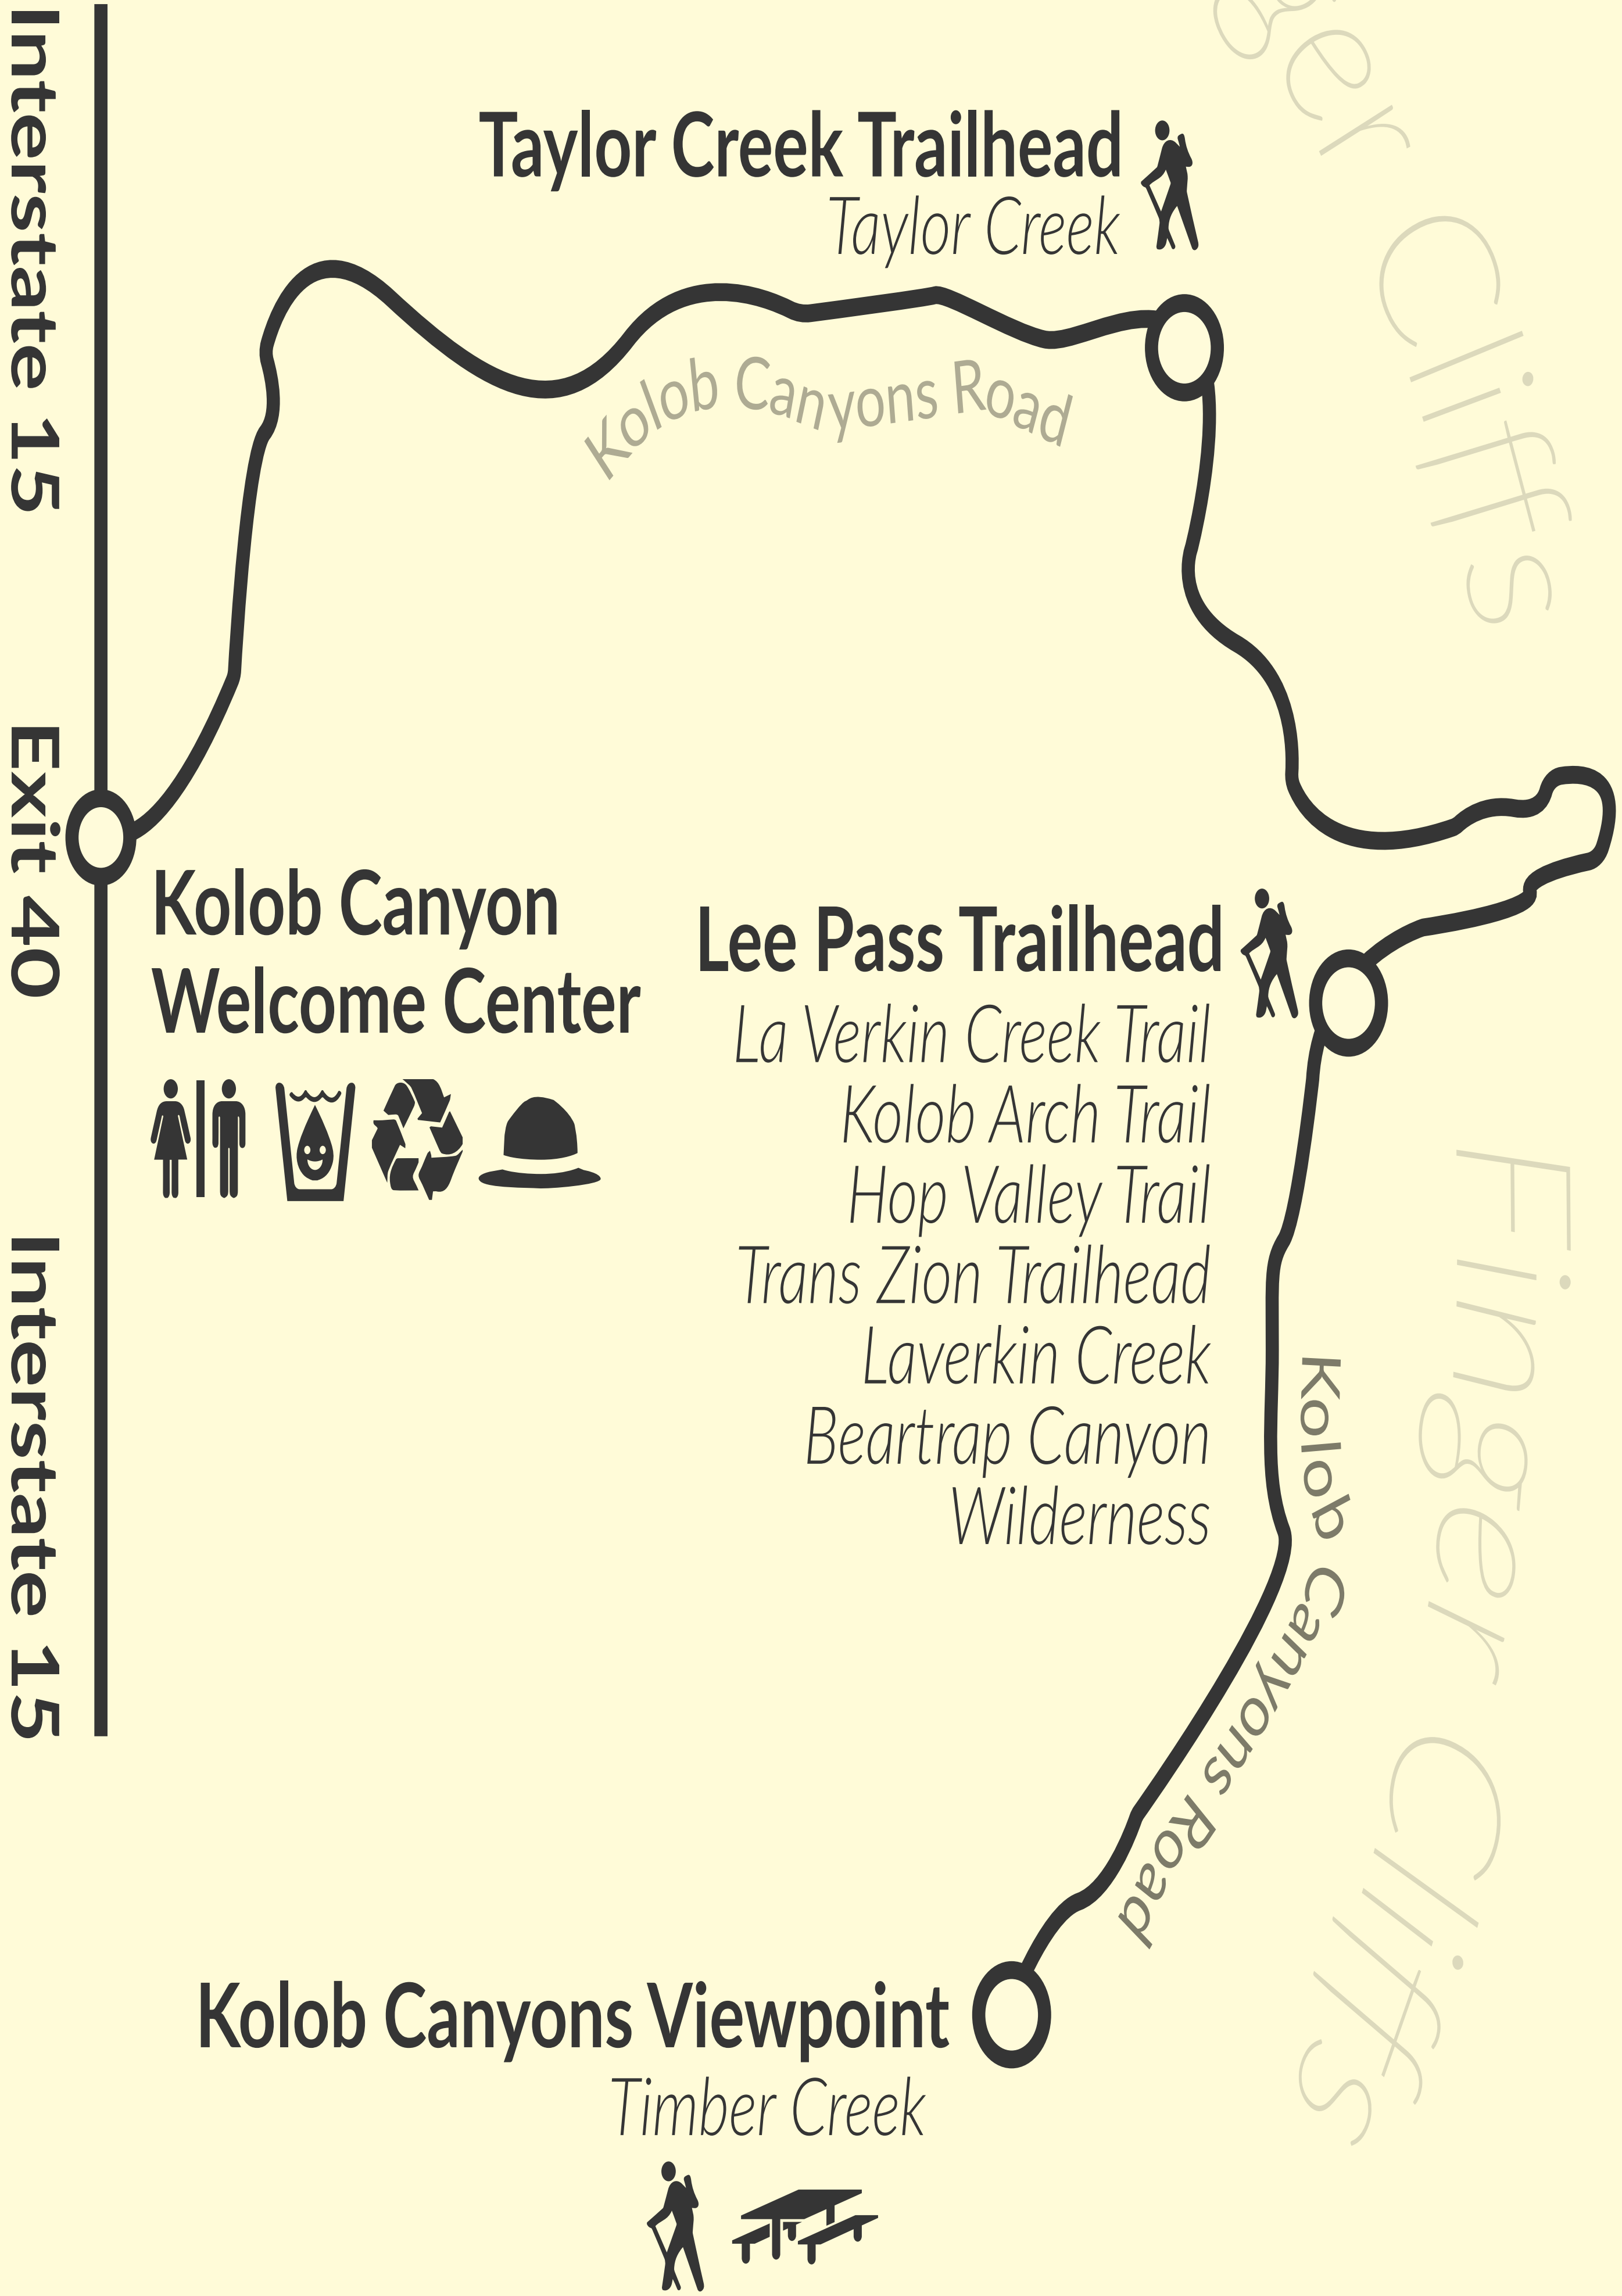 Interstate 15
Exit 40
Interstate 15
ger Cliffs
Taylor Creek Trailhead
Taylor Creek
Kolob Canyons Road
Kolob Canyon
Welcome Center
Lee Pass Trailhead
La Verkin Creek Trail
Kolob Arch Trail
Hop Valley Trail
Trans Zion Trailhead
Laverkin Creek
Beartrap Canyon
Wilderness
Kolob Canyons Road
Finger Cliffs
Kolob Canyons Viewpoint
Timber Creek